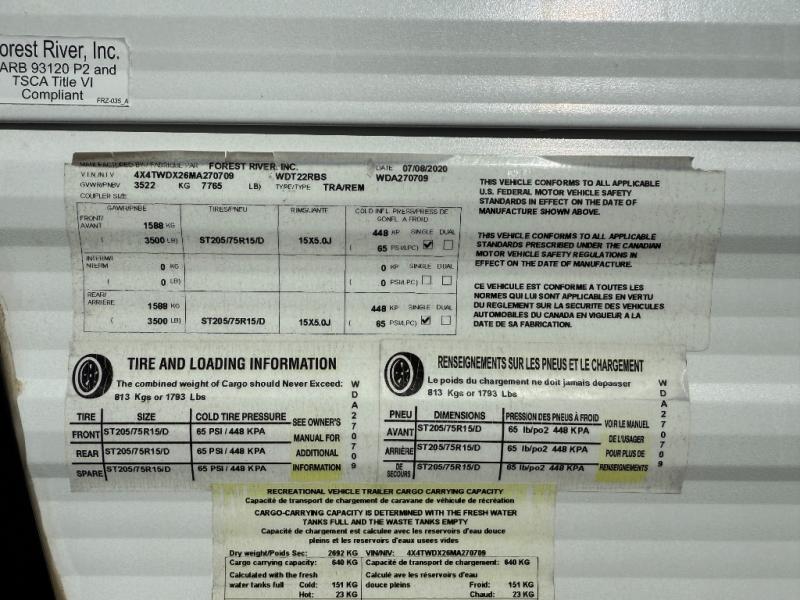 orest River, Inc.
ARB 93120 P2 and
TSCA Title VI
Compliant
FRZ-035_A
MANUFACTURED BY / FABRIQUE PAR FOREST RIVER, INC. DATE 07/08/2020
V.I.N./N.I.V 4X4TWDX26MA270709 WDT22RBS WDA270709
GVWR/PNBV 3522 KG 7765 LB) TYPE/TYPE TRA/REM
COUPLER SIZE
GAWR/PNBE TIRES/PNEU RIM/JANTE COLD INFL. PRESS/PRESS DE GONFL. A FROID
FRONT/ AVANT 1588 KG 448 KP SINGLE DUAL
( 3500 LB) ST205/75R15/D 15X5.0J ( 65 PSI/LPC)
INTERM/ INTERM 0 KG 0 KP SINGLE DUAL
( 0 LB) ( 0 PSI/LPC)
REAR/ ARRIÈRE 1588 KG 448 KP SINGLE DUAL
( 3500 LB) ST205/75R15/D 15X5.0J ( 65 PSI/LPC)
THIS VEHICLE CONFORMS TO ALL APPLICABLE
U.S. FEDERAL MOTOR VEHICLE SAFETY
STANDARDS IN EFFECT ON THE DATE OF
MANUFACTURE SHOWN ABOVE.
THIS VEHICLE CONFORMS TO ALL APPLICABLE
STANDARDS PRESCRIBED UNDER THE CANADIAN
MOTOR VEHICLE SAFETY REGULATIONS IN
EFFECT ON THE DATE OF MANUFACTURE.
CE VEHICULE EST CONFORME A TOUTES LES
NORMES QUI LUI SONT APPLICABLES EN VERTU
DU REGLEMENT SUR LA SECURITE DES VEHICULES
AUTOMOBILES DU CANADA EN VIGUEUR A LA
DATE DE SA FABRICATION.
TIRE AND LOADING INFORMATION
The combined weight of Cargo should Never Exceed:
813 Kgs or 1793 Lbs
TIRE SIZE COLD TIRE PRESSURE
FRONT ST205/75R15/D 65 PSI / 448 KPA
REAR ST205/75R15/D 65 PSI / 448 KPA
SPARE ST205/75R15/D 65 PSI / 448 KPA
SEE OWNER'S
MANUAL FOR
ADDITIONAL
INFORMATION
WDA270709
RENSEIGNEMENTS SUR LES PNEUS ET LE CHARGEMENT
Le poids du chargement ne doit jamais depasser
813 Kgs or 1793 Lbs
PNEU DIMENSIONS PRESSION DES PNEUS À FROID
AVANT ST205/75R15/D 65 lb/po2 448 KPA
ARRIÈRE ST205/75R15/D 65 lb/po2 448 KPA
DE SECOURS ST205/75R15/D 65 lb/po2 448 KPA
VOIR LE MANUEL
DE L'USAGER
POUR PLUS DE
RENSEIGNEMENTS
WDA270709
RECREATIONAL VEHICLE TRAILER CARGO CARRYING CAPACITY
Capacité de transport de chargement de caravane de véhicule de récréation
CARGO-CARRYING CAPACITY IS DETERMINED WITH THE FRESH WATER
TANKS FULL AND THE WASTE TANKS EMPTY
Capacité de chargement est calculee avec les reservoirs d'eau douce
pleins et les reservoirs d'eaux usees vides
Dry weight/Poids Sec: 2692 KG VIN/NIV: 4X4TWDX26MA270709
Cargo carrying capacity: 640 KG Capacité de transport de chargement: 640 KG
Calculated with the fresh Calculé ave les réservoirs d'eau
water tanks full Cold: 151 KG douce pleins Froid: 151 KG
Hot: 23 KG Chaud: 23 KG